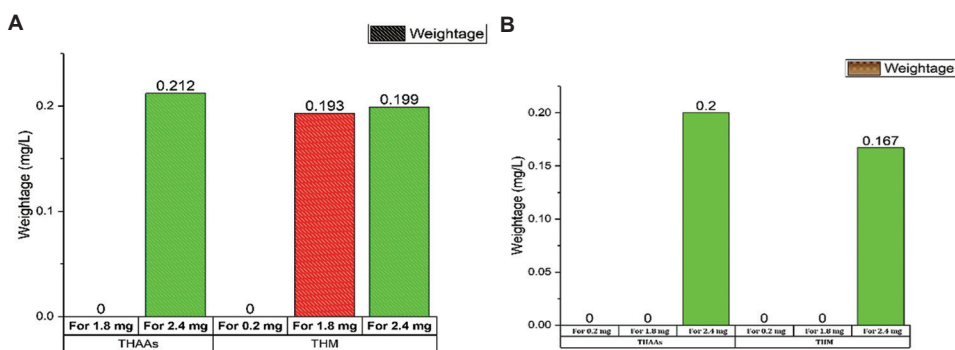 A
Weightage
Weightage (mg/L)
0.2
0.1
0.0
0
0.212
0
0.193
0.199
For 1.8 mg For 2.4 mg For 0.2 mg For 1.8 mg For 2.4 mg
THAAs THM
B
Weightage
Weightage (mg/L)
0.20
0.15
0.10
0.05
0.00
0
0
0.2
0
0
0.167
For 0.2 mg For 1.8 mg For 2.4 mg For 0.2 mg For 1.8 mg For 2.4 mg
THAAs THM